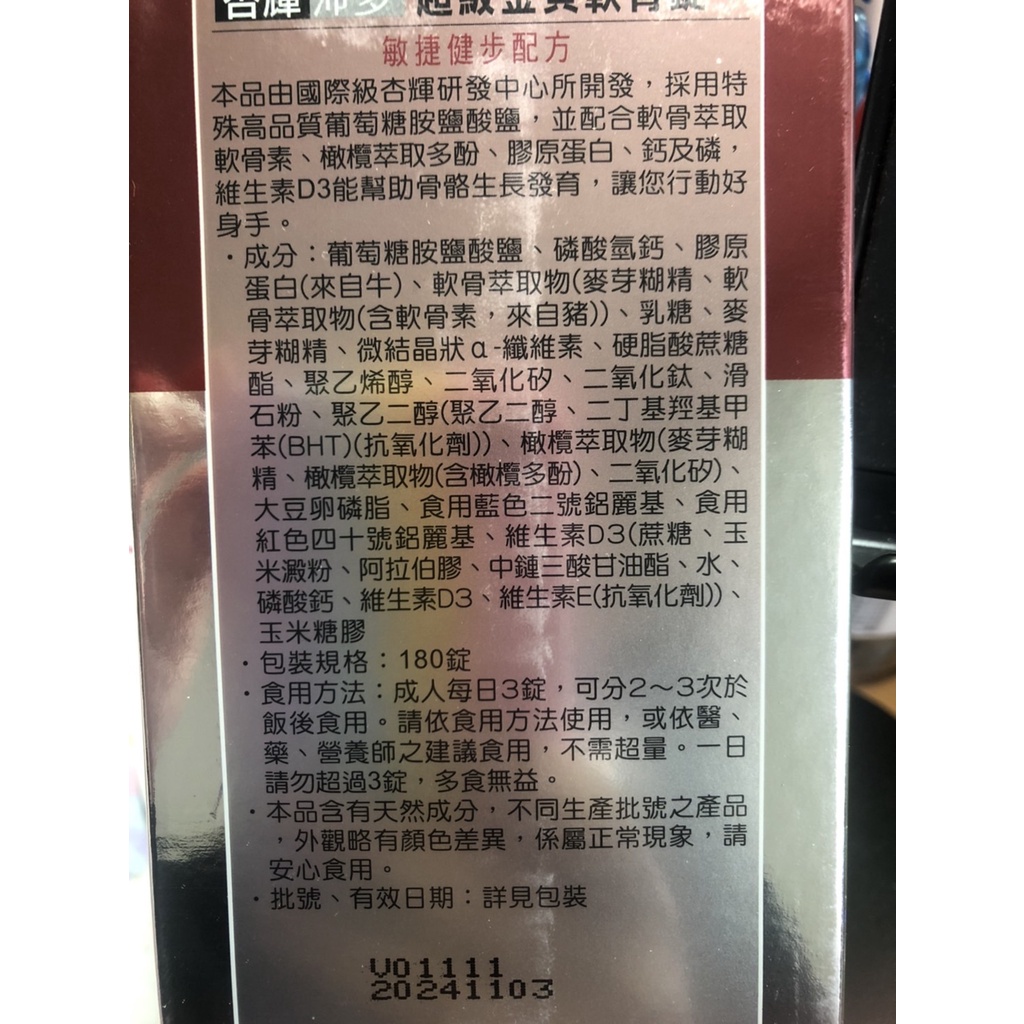 杏輝 沛多 超級金貝軟骨錠
敏捷健步配方
本品由國際級杏輝研發中心所開發，採用特
殊高品質葡萄糖胺鹽酸鹽，並配合軟骨萃取
軟骨素、橄欖萃取多酚、膠原蛋白、鈣及磷，
維生素D3能幫助骨骼生長發育，讓您行動好
身手。
·成分：葡萄糖胺鹽酸鹽、磷酸氫鈣、膠原
蛋白(來自牛)、軟骨萃取物(麥芽糊精、軟
骨萃取物(含軟骨素，來自豬))、乳糖、麥
芽糊精、微結晶狀α-纖維素、硬脂酸蔗糖
酯、聚乙烯醇、二氧化矽、二氧化鈦、滑
石粉、聚乙二醇(聚乙二醇、二丁基羥基甲
苯(BHT)(抗氧化劑))、橄欖萃取物(麥芽糊
精、橄欖萃取物(含橄欖多酚)、二氧化矽)、
大豆卵磷脂、食用藍色二號鋁麗基、食用
紅色四十號鋁麗基、維生素D3(蔗糖、玉
米澱粉、阿拉伯膠、中鏈三酸甘油酯、水、
磷酸鈣、維生素D3、維生素E(抗氧化劑))、
玉米糖膠
·包裝規格：180錠
·食用方法：成人每日3錠，可分2～3次於
飯後食用。請依食用方法使用，或依醫、
藥、營養師之建議食用，不需超量。一日
請勿超過3錠，多食無益。
·本品含有天然成分，不同生產批號之產品
，外觀略有顏色差異，係屬正常現象，請
安心食用。
·批號、有效日期：詳見包裝
V01111
20241103